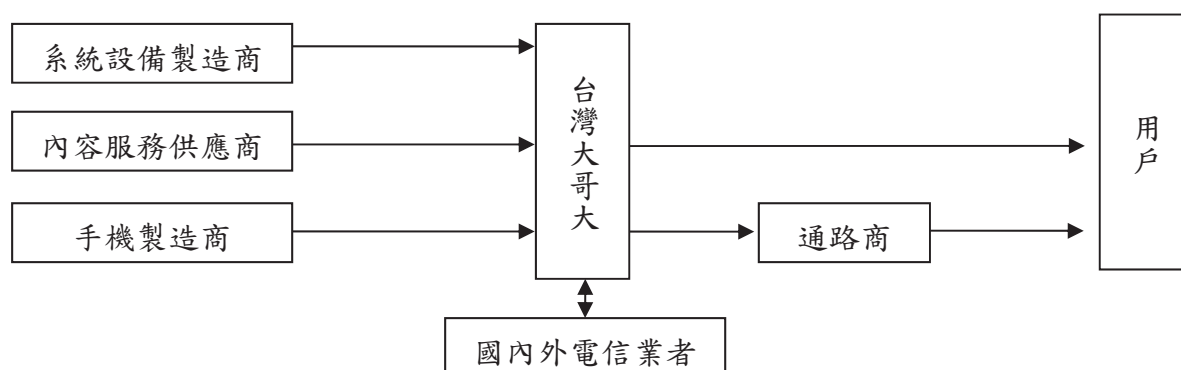 系統設備製造商
內容服務供應商
手機製造商
台灣大哥大
通路商
用戶
國內外電信業者